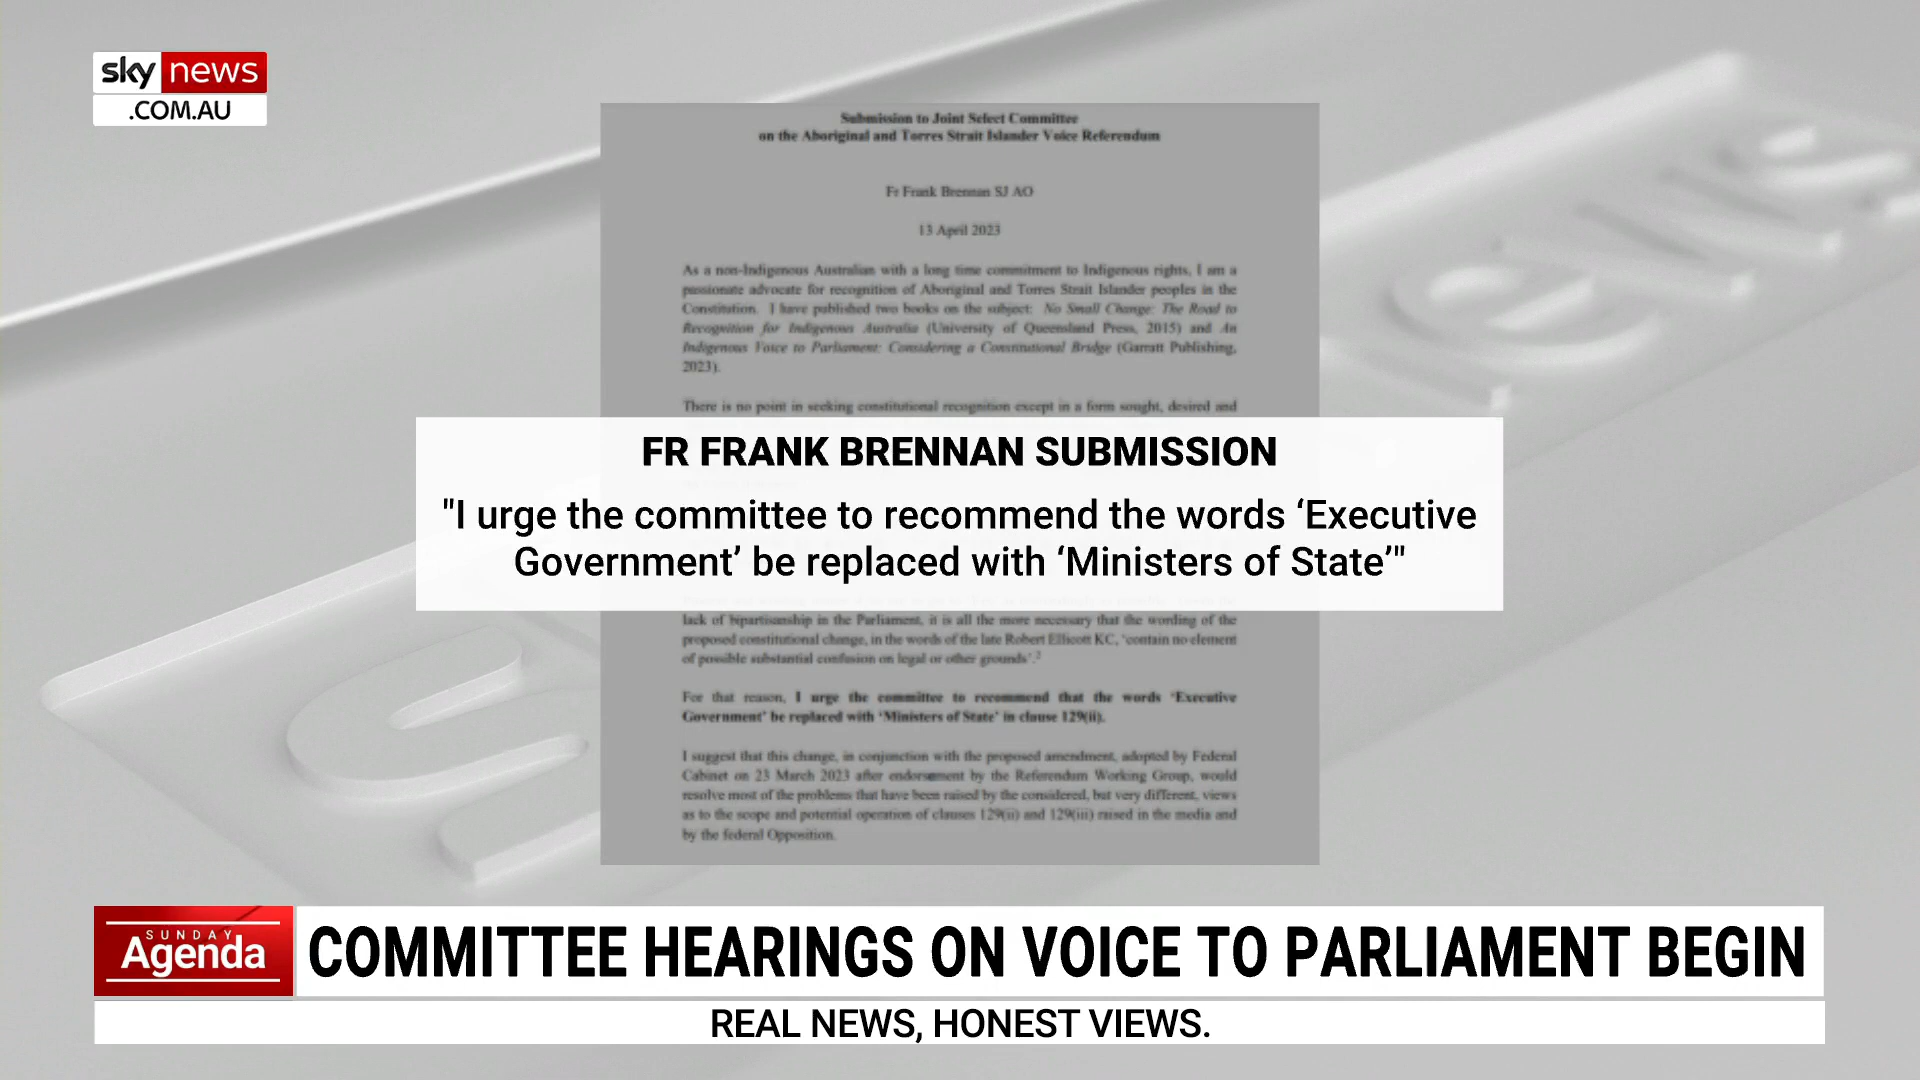 sky news
.COM.AU
Submission to Joint Select Committee
on the Aboriginal and Torres Strait Islander Voice Referendum
Fr Frank Brennan SJ AO
13 April 2023
As a non-Indigenous Australian with a long time commitment to Indigenous rights, I am a
passionate advocate for recognition of Aboriginal and Torres Strait Islander peoples in the
Constitution. I have published two books on the subject: No Small Change: The Road to
Recognition for Indigenous Australia (University of Queensland Press, 2015) and An
Indigenous Voice to Parliament: Considering a Constitutional Bridge (Garratt Publishing,
2023).
There is no point in seeking constitutional recognition except in a form sought, desired and
FR FRANK BRENNAN SUBMISSION
"I urge the committee to recommend the words ‘Executive
Government’ be replaced with ‘Ministers of State’"
lack of bipartisanship in the Parliament, it is all the more necessary that the wording of the
proposed constitutional change, in the words of the late Robert Ellicott KC, ‘contain no element
of possible substantial confusion on legal or other grounds’.²
For that reason, I urge the committee to recommend that the words ‘Executive
Government’ be replaced with ‘Ministers of State’ in clause 129(ii).
I suggest that this change, in conjunction with the proposed amendment, adopted by Federal
Cabinet on 23 March 2023 after endorsement by the Referendum Working Group, would
resolve most of the problems that have been raised by the considered, but very different, views
as to the scope and potential operation of clauses 129(ii) and 129(iii) raised in the media and
by the federal Opposition.
SUNDAY
Agenda
COMMITTEE HEARINGS ON VOICE TO PARLIAMENT BEGIN
REAL NEWS, HONEST VIEWS.